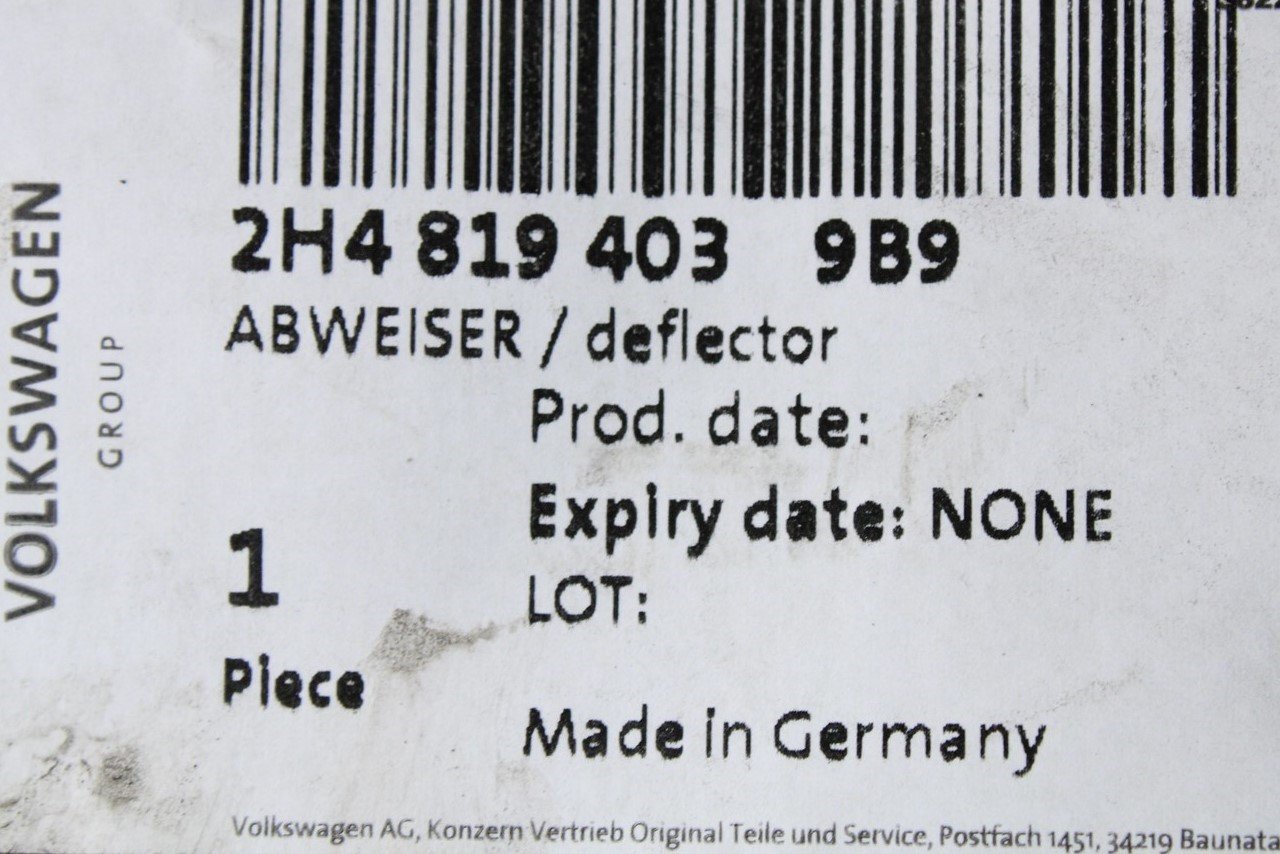 2H4 819 403 9B9
ABWEISER / deflector
Prod. date:
Expiry date: NONE
1
LOT:
Piece
Made in Germany
Volkswagen AG, Konzern Vertrieb Original Teile und Service, Postfach 1451, 34219 Baunata
VOLKSWAGEN
GROUP